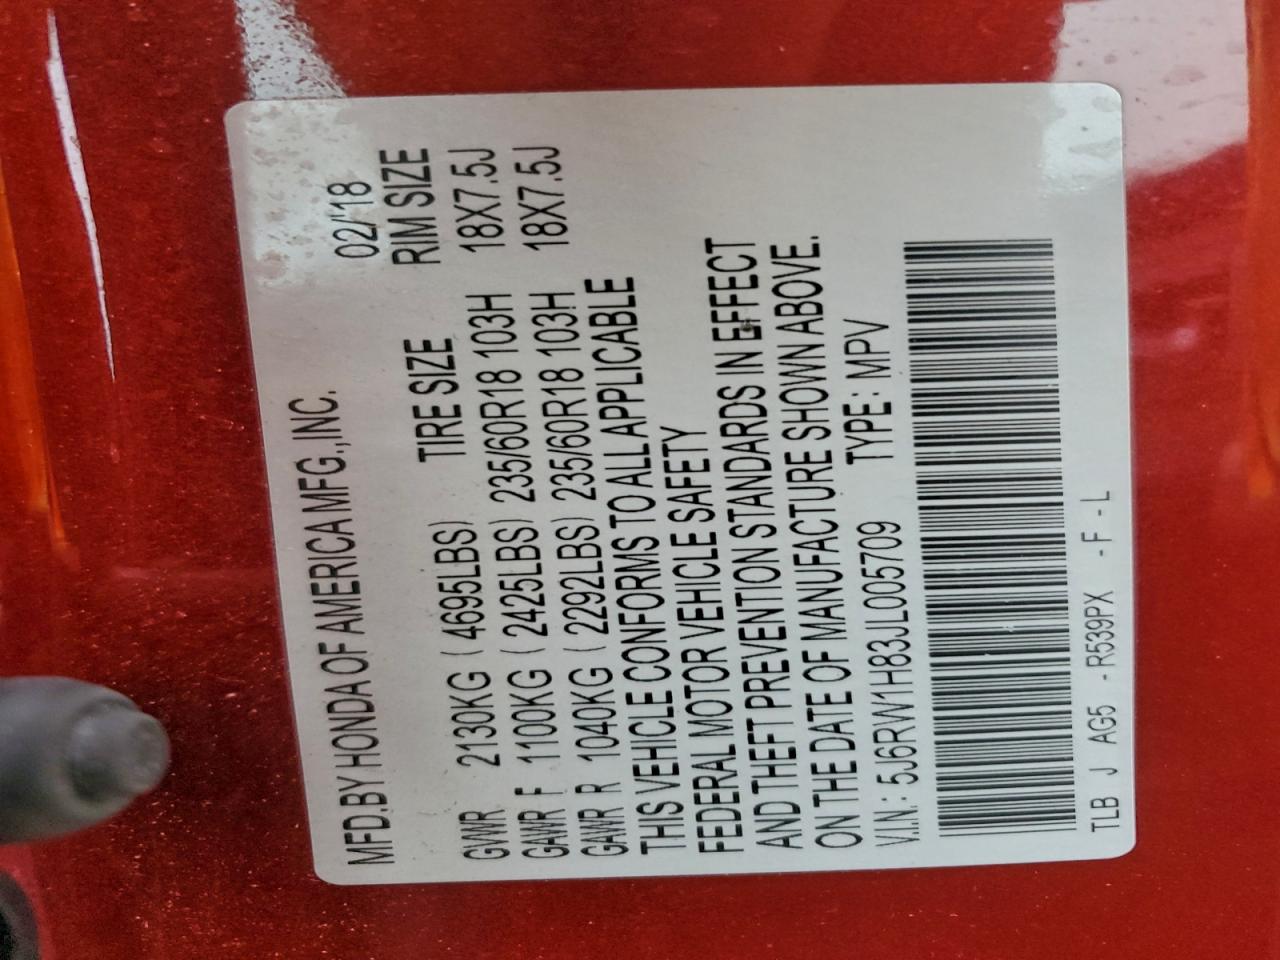 MFD.BY HONDA OF AMERICA MFG.,INC. 02/'18
TIRE SIZE RIM SIZE
GVWR 2130KG ( 4695LBS)
GAWR F 1100KG ( 2425LBS) 235/60R18 103H 18X7.5J
GAWR R 1040KG ( 2292LBS) 235/60R18 103H 18X7.5J
THIS VEHICLE CONFORMS TO ALL APPLICABLE
FEDERAL MOTOR VEHICLE SAFETY
AND THEFT PREVENTION STANDARDS IN EFFECT
ON THE DATE OF MANUFACTURE SHOWN ABOVE.
V.I.N.: 5J6RW1H83JL005709 TYPE: MPV
TLB J AG5 -R539PX -F-L